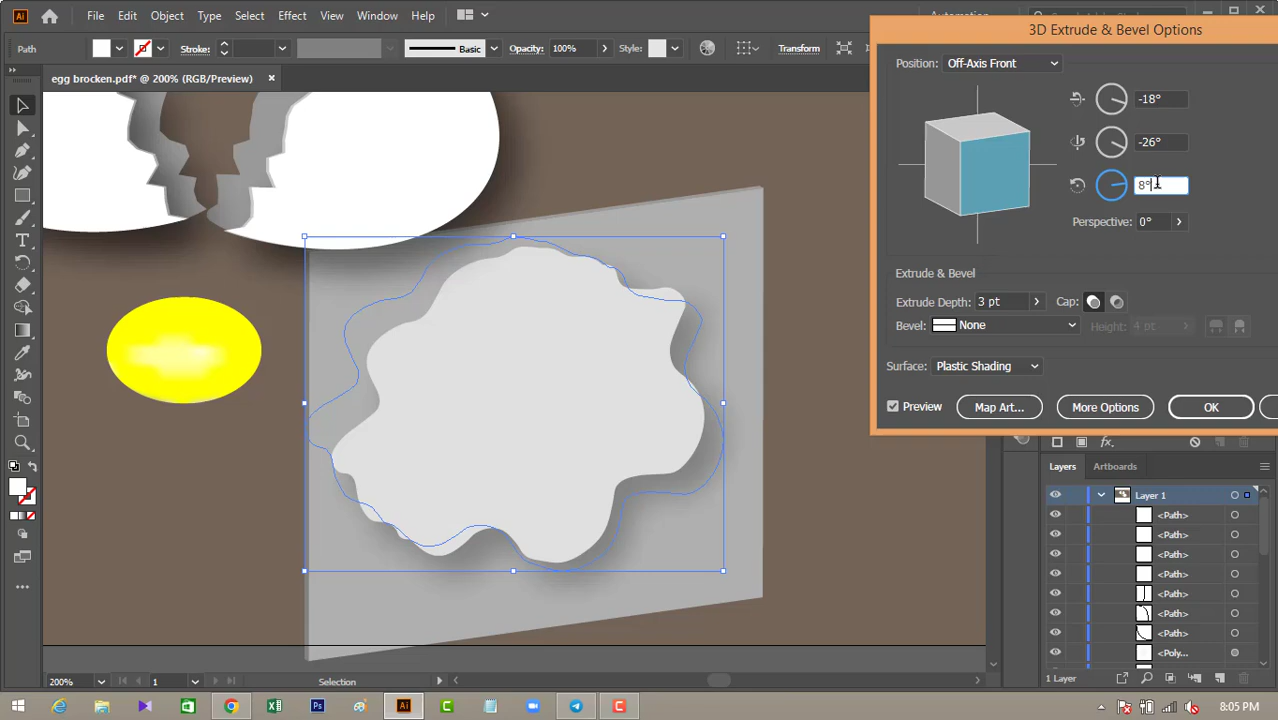 Ai File Edit Object Type Select Effect View Window Help
3D Extrude & Bevel Options
Path Stroke: Basic Opacity: 100% Style: Transform
Position: Off-Axis Front
egg brocken.pdf* @ 200% (RGB/Preview) ×
-18°
-26°
8°
Perspective: 0°
Extrude & Bevel
Extrude Depth: 3 pt Cap:
Bevel: None Height: 4 pt
Surface: Plastic Shading
Preview Map Art... More Options OK
fx.
Layers Artboards
Layer 1
<Path>
<Path>
<Path>
<Path>
<Path>
<Path>
<Path>
<Poly...
200% 1 Selection 1 Layer
8:05 PM